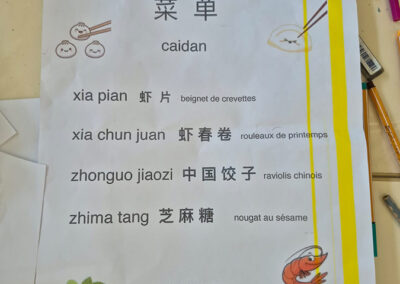 菜 单
caidan
xia pian 虾 片 beignet de crevettes
xia chun juan 虾 春 卷 rouleaux de printemps
zhonguo jiaozi 中 国 饺 子 raviolis chinois
zhima tang 芝 麻 糖 nougat au sésame